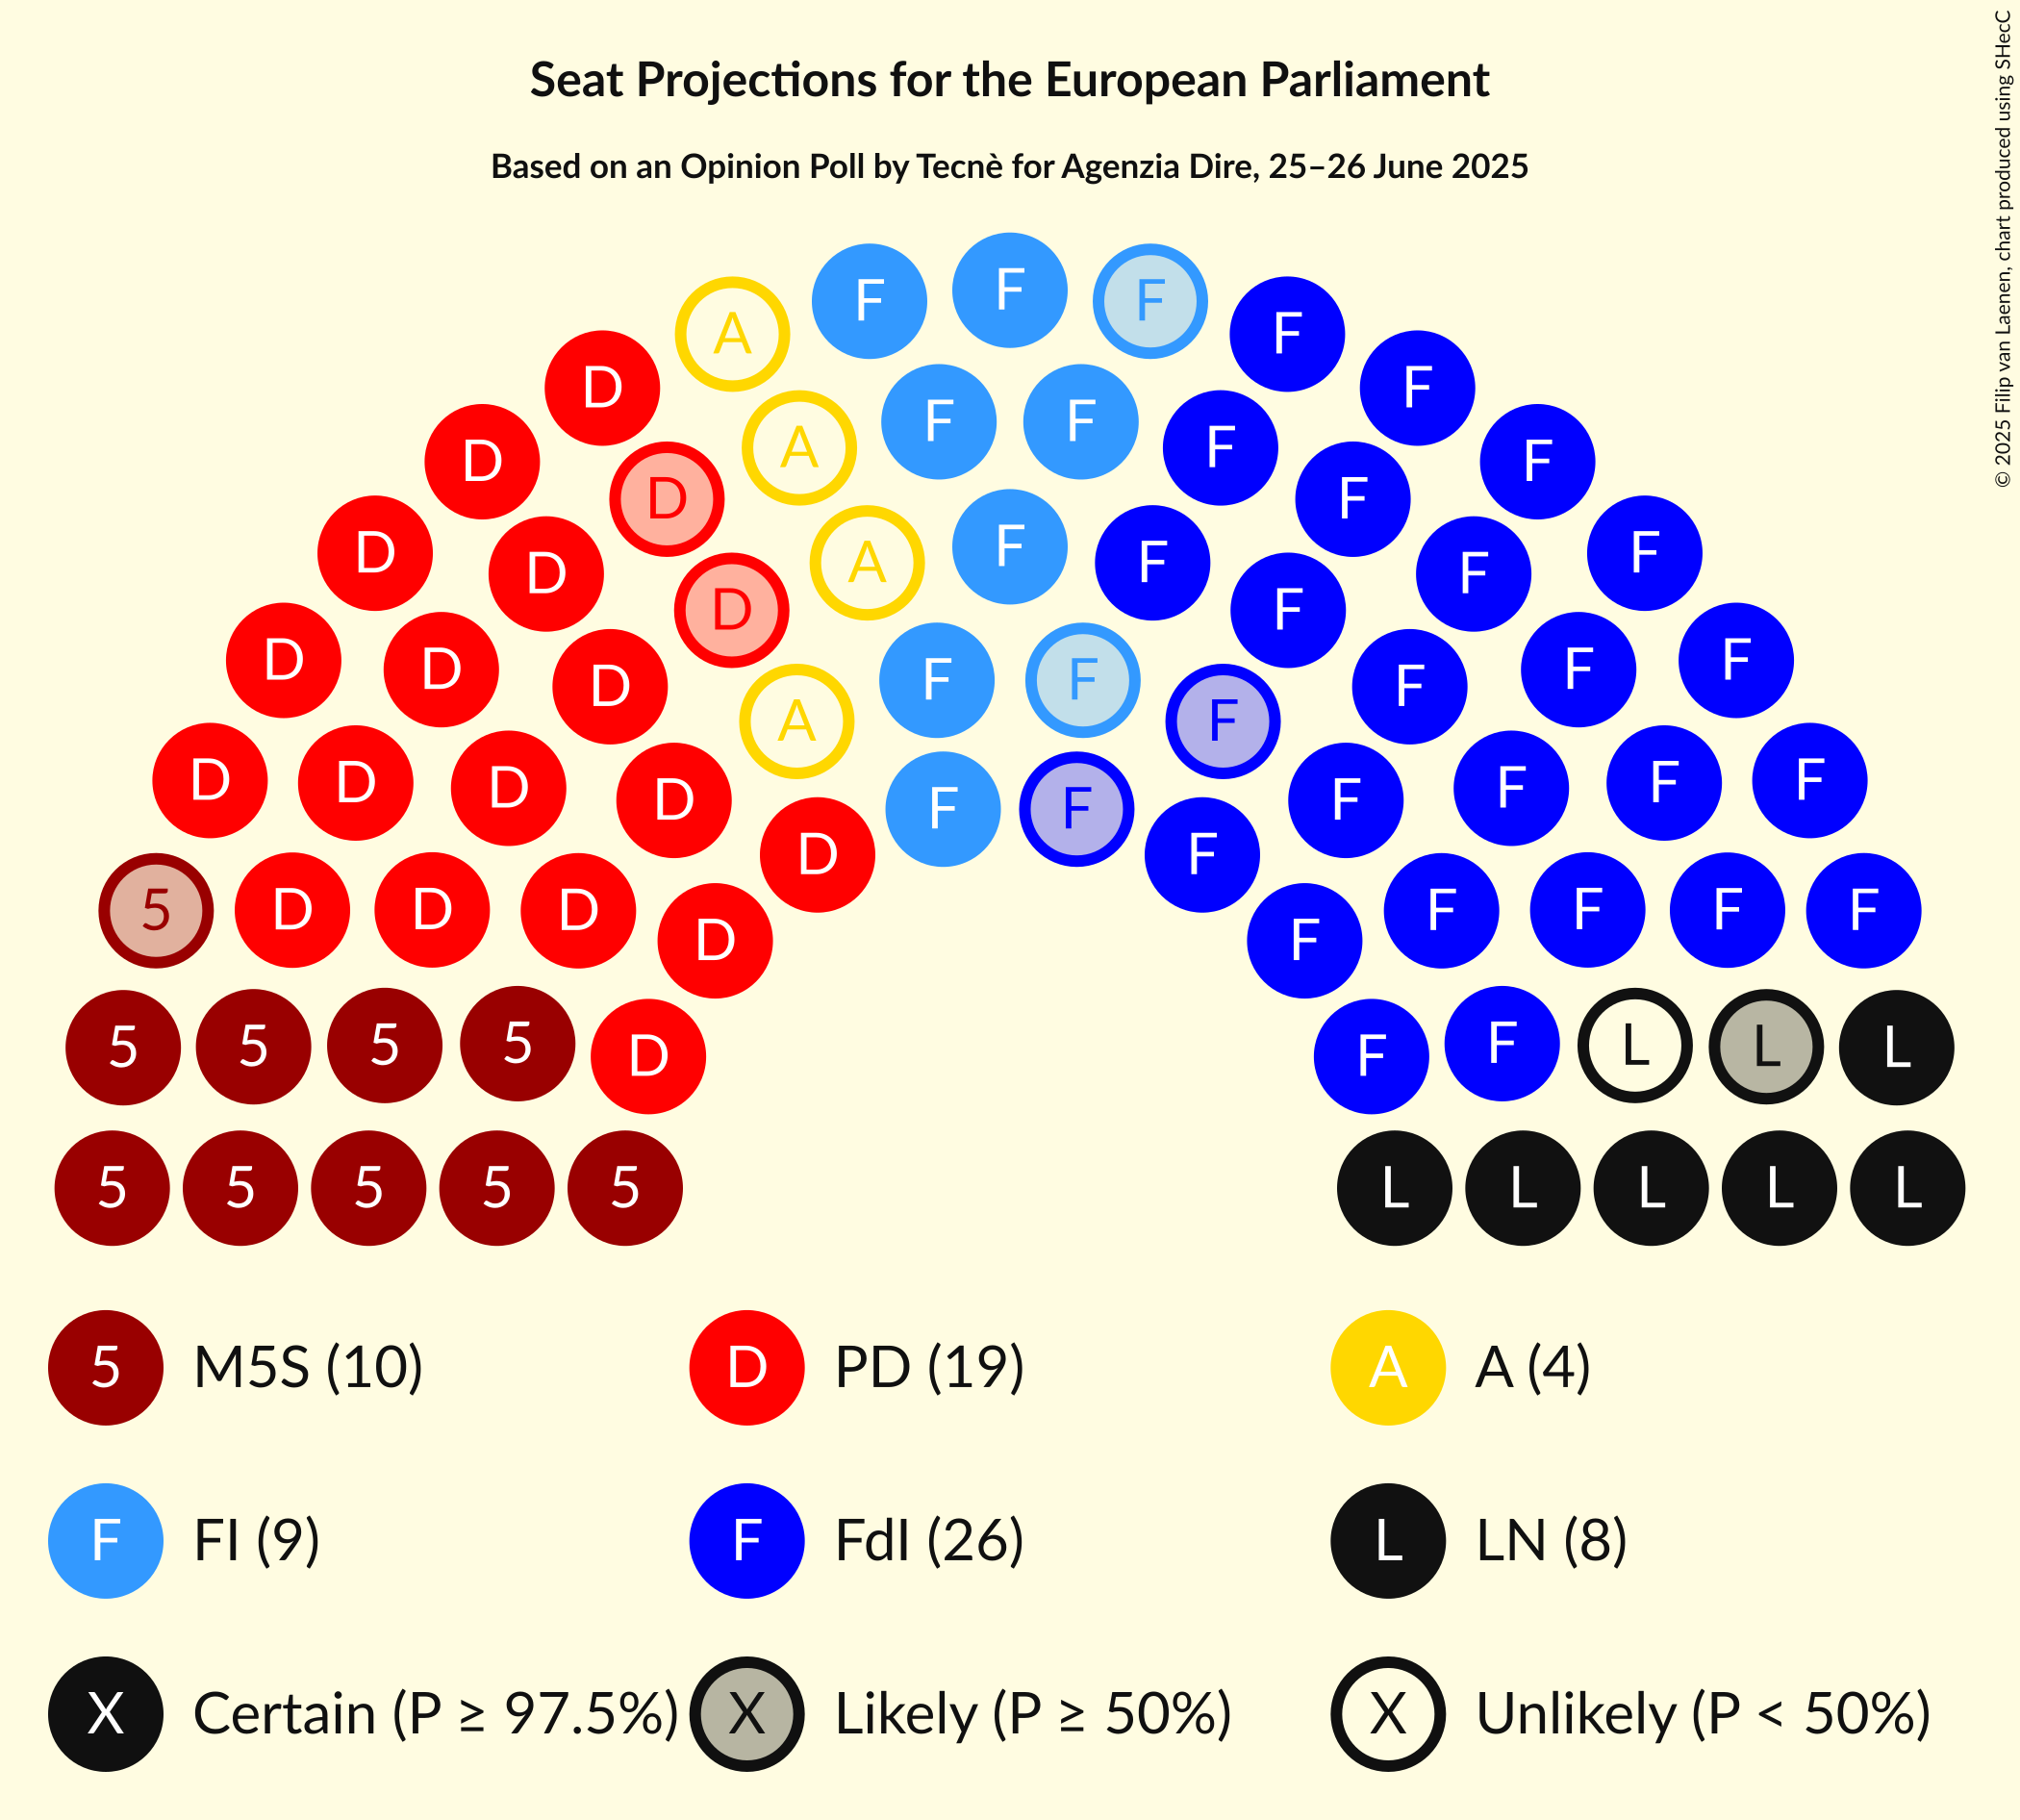 © 2025 Filip van Laenen, chart produced using SHecC
Seat Projections for the European Parliament
Based on an Opinion Poll by Tecnè for Agenzia Dire, 25–26 June 2025
F F F
A F
D F
F F
A F
D F
D F
D A F F F
D F
D F
D D D F F F F F
A F
D D D D F F F F F F
D F
5 D D D F F F F
D F
5 5 5 5 D F F L L L
5 5 5 5 5 L L L L L
5 M5S (10) D PD (19) A A (4)
F FI (9) F FdI (26) L LN (8)
X Certain (P ≥ 97.5%) X Likely (P ≥ 50%) X Unlikely (P < 50%)